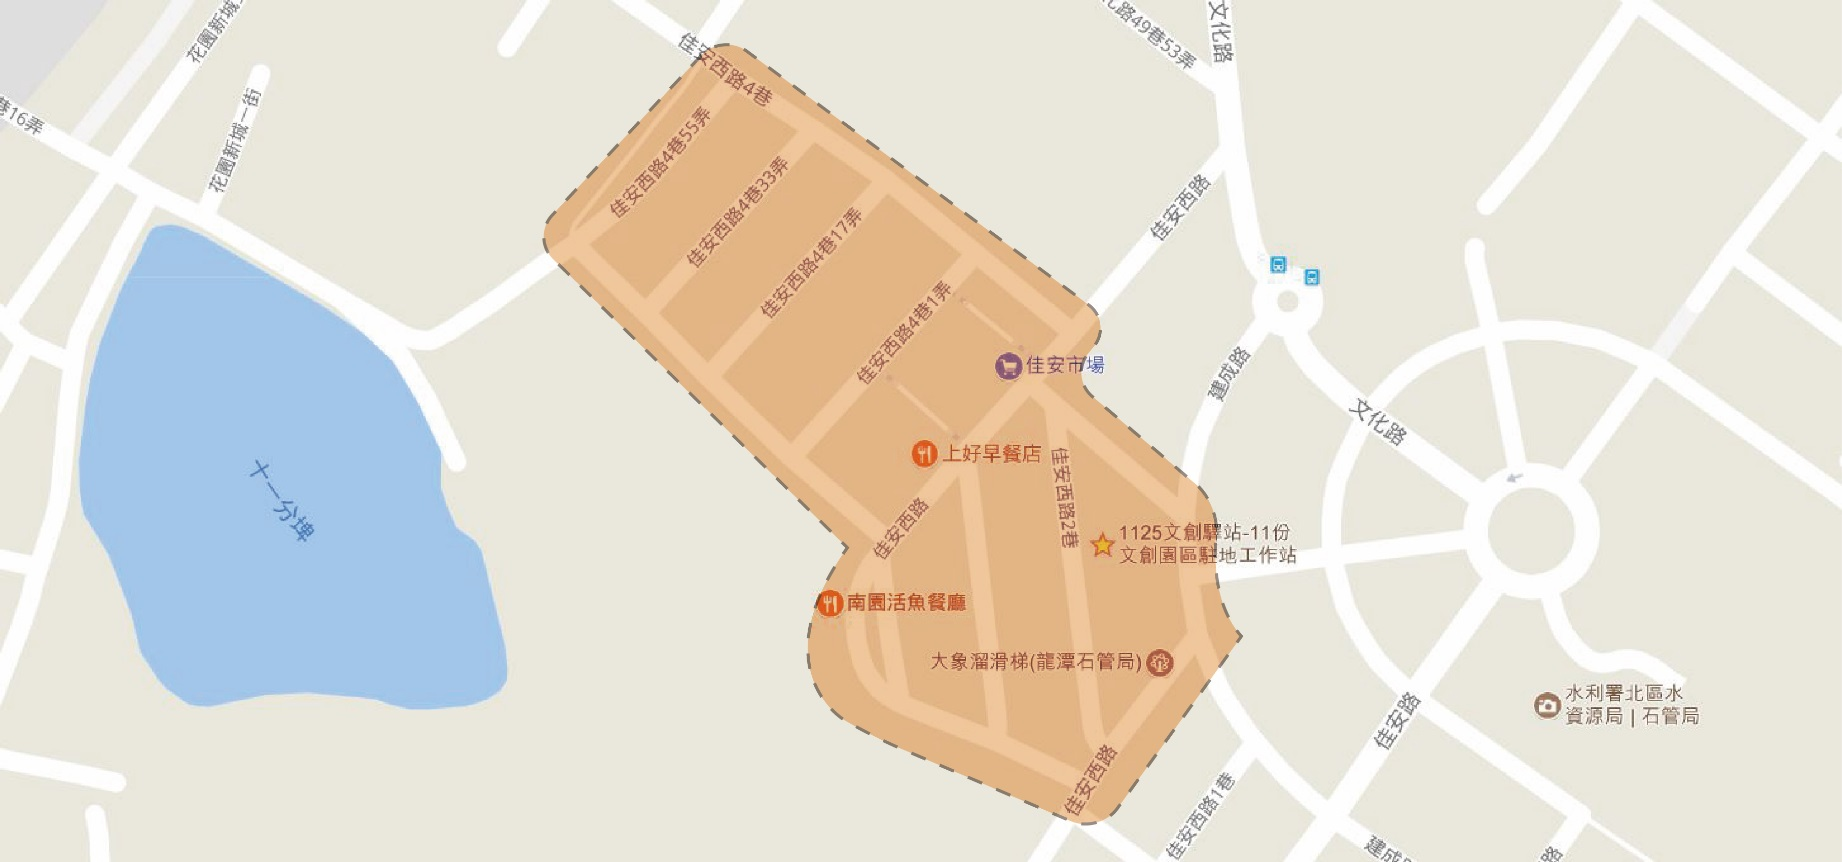 花園新城
文化路
路49巷53弄
佳安西路4巷
花園新城一街
巷16弄
佳安西路4巷55弄
佳安西路4巷33弄
佳安西路4巷17弄
佳安西路
佳安西路4巷1弄
佳安市場
建成路
文化路
上好早餐店
佳安西路2巷
十一份埤
佳安西路
1125文創驛站-11份
文創園區駐地工作站
南園活魚餐廳
大象溜滑梯(龍潭石管局)
水利署北區水
資源局 | 石管局
佳安路
佳安西路
佳安西路1巷
建成
路